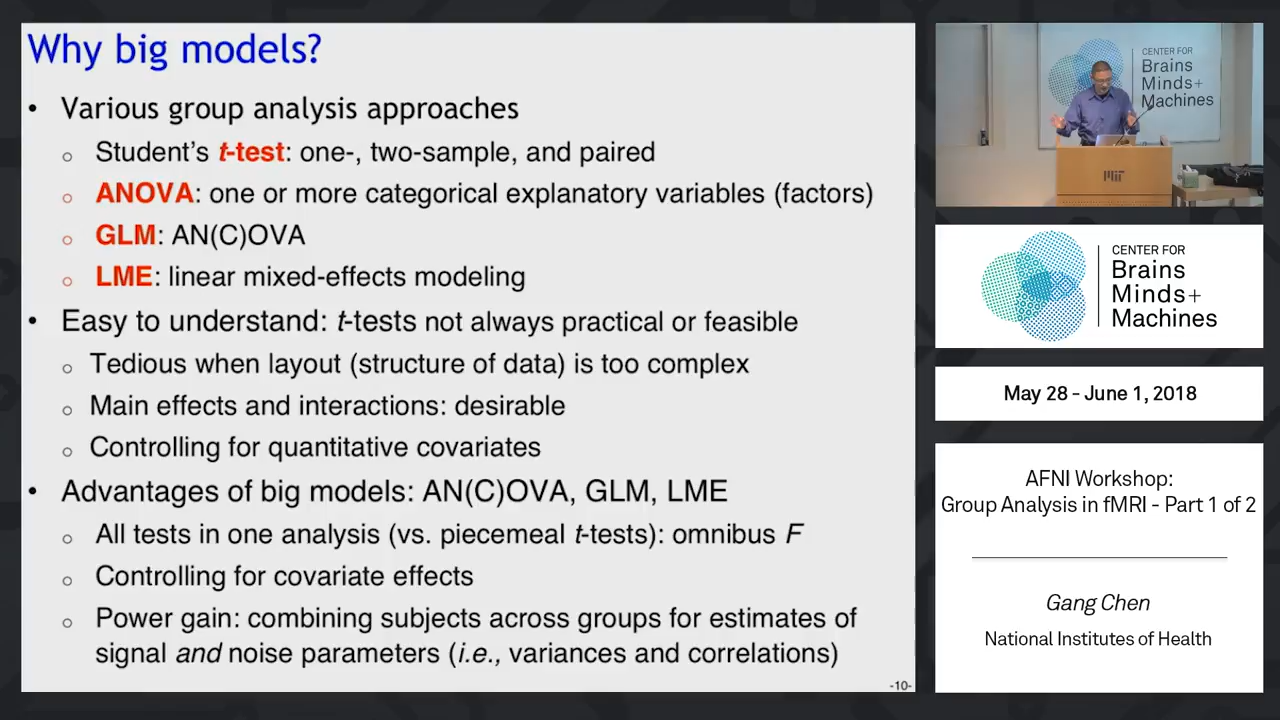 Why big models?
• Various group analysis approaches
o Student's t-test: one-, two-sample, and paired
o ANOVA: one or more categorical explanatory variables (factors)
o GLM: AN(C)OVA
o LME: linear mixed-effects modeling
• Easy to understand: t-tests not always practical or feasible
o Tedious when layout (structure of data) is too complex
o Main effects and interactions: desirable
o Controlling for quantitative covariates
• Advantages of big models: AN(C)OVA, GLM, LME
o All tests in one analysis (vs. piecemeal t-tests): omnibus F
o Controlling for covariate effects
o Power gain: combining subjects across groups for estimates of
signal and noise parameters (i.e., variances and correlations)
-10-
CENTER FOR
Brains
Minds+
Machines
MIT
CENTER FOR
Brains
Minds+
Machines
May 28 - June 1, 2018
AFNI Workshop:
Group Analysis in fMRI - Part 1 of 2
Gang Chen
National Institutes of Health